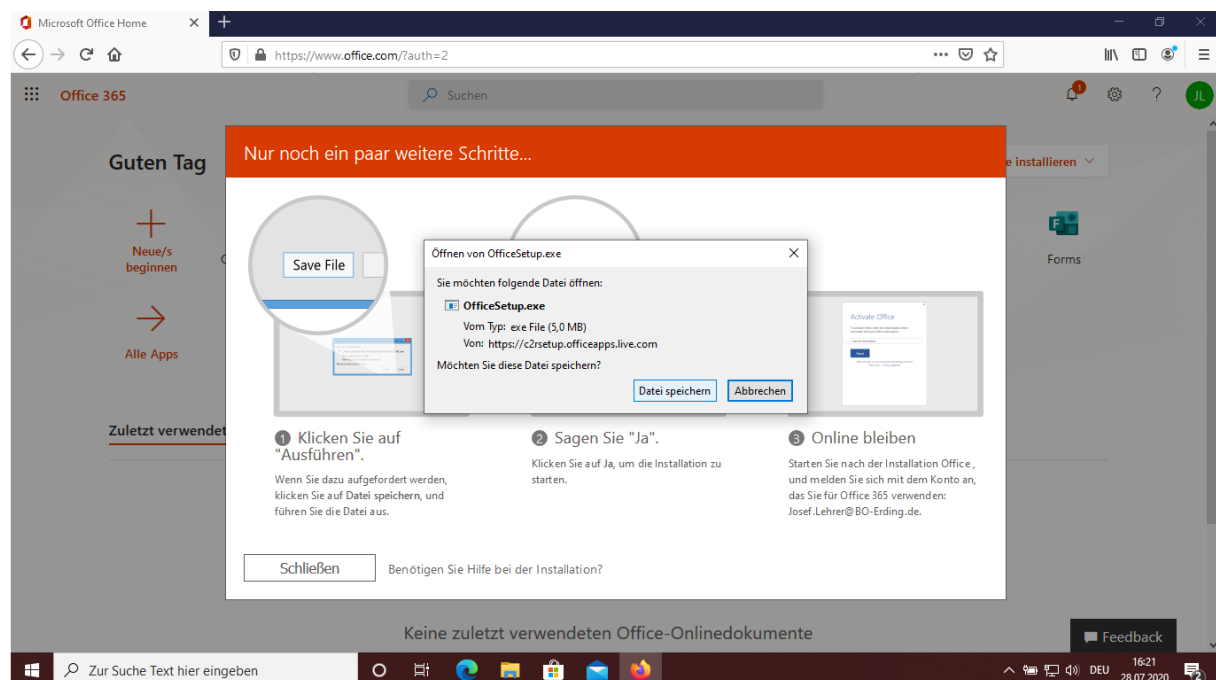 Microsoft Office Home
https://www.office.com/?auth=2
Office 365
Suchen
1
?
JL
Guten Tag
e installieren
Neue/s
beginnen
Forms
Alle Apps
Zuletzt verwendet
Nur noch ein paar weitere Schritte...
Save File
Öffnen von OfficeSetup.exe
Sie möchten folgende Datei öffnen:
OfficeSetup.exe
Vom Typ: exe File (5,0 MB)
Von: https://c2rsetup.officeapps.live.com
Möchten Sie diese Datei speichern?
Datei speichern
Abbrechen
Activate Office
1 Klicken Sie auf
"Ausführen".
Wenn Sie dazu aufgefordert werden,
klicken Sie auf Datei speichern, und
führen Sie die Datei aus.
2 Sagen Sie "Ja".
Klicken Sie auf Ja, um die Installation zu
starten.
3 Online bleiben
Starten Sie nach der Installation Office ,
und melden Sie sich mit dem Konto an,
das Sie für Office 365 verwenden:
Josef.Lehrer@BO-Erding.de.
Schließen
Benötigen Sie Hilfe bei der Installation?
Keine zuletzt verwendeten Office-Onlinedokumente
Feedback
Zur Suche Text hier eingeben
DEU
16:21
28.07.2020
2